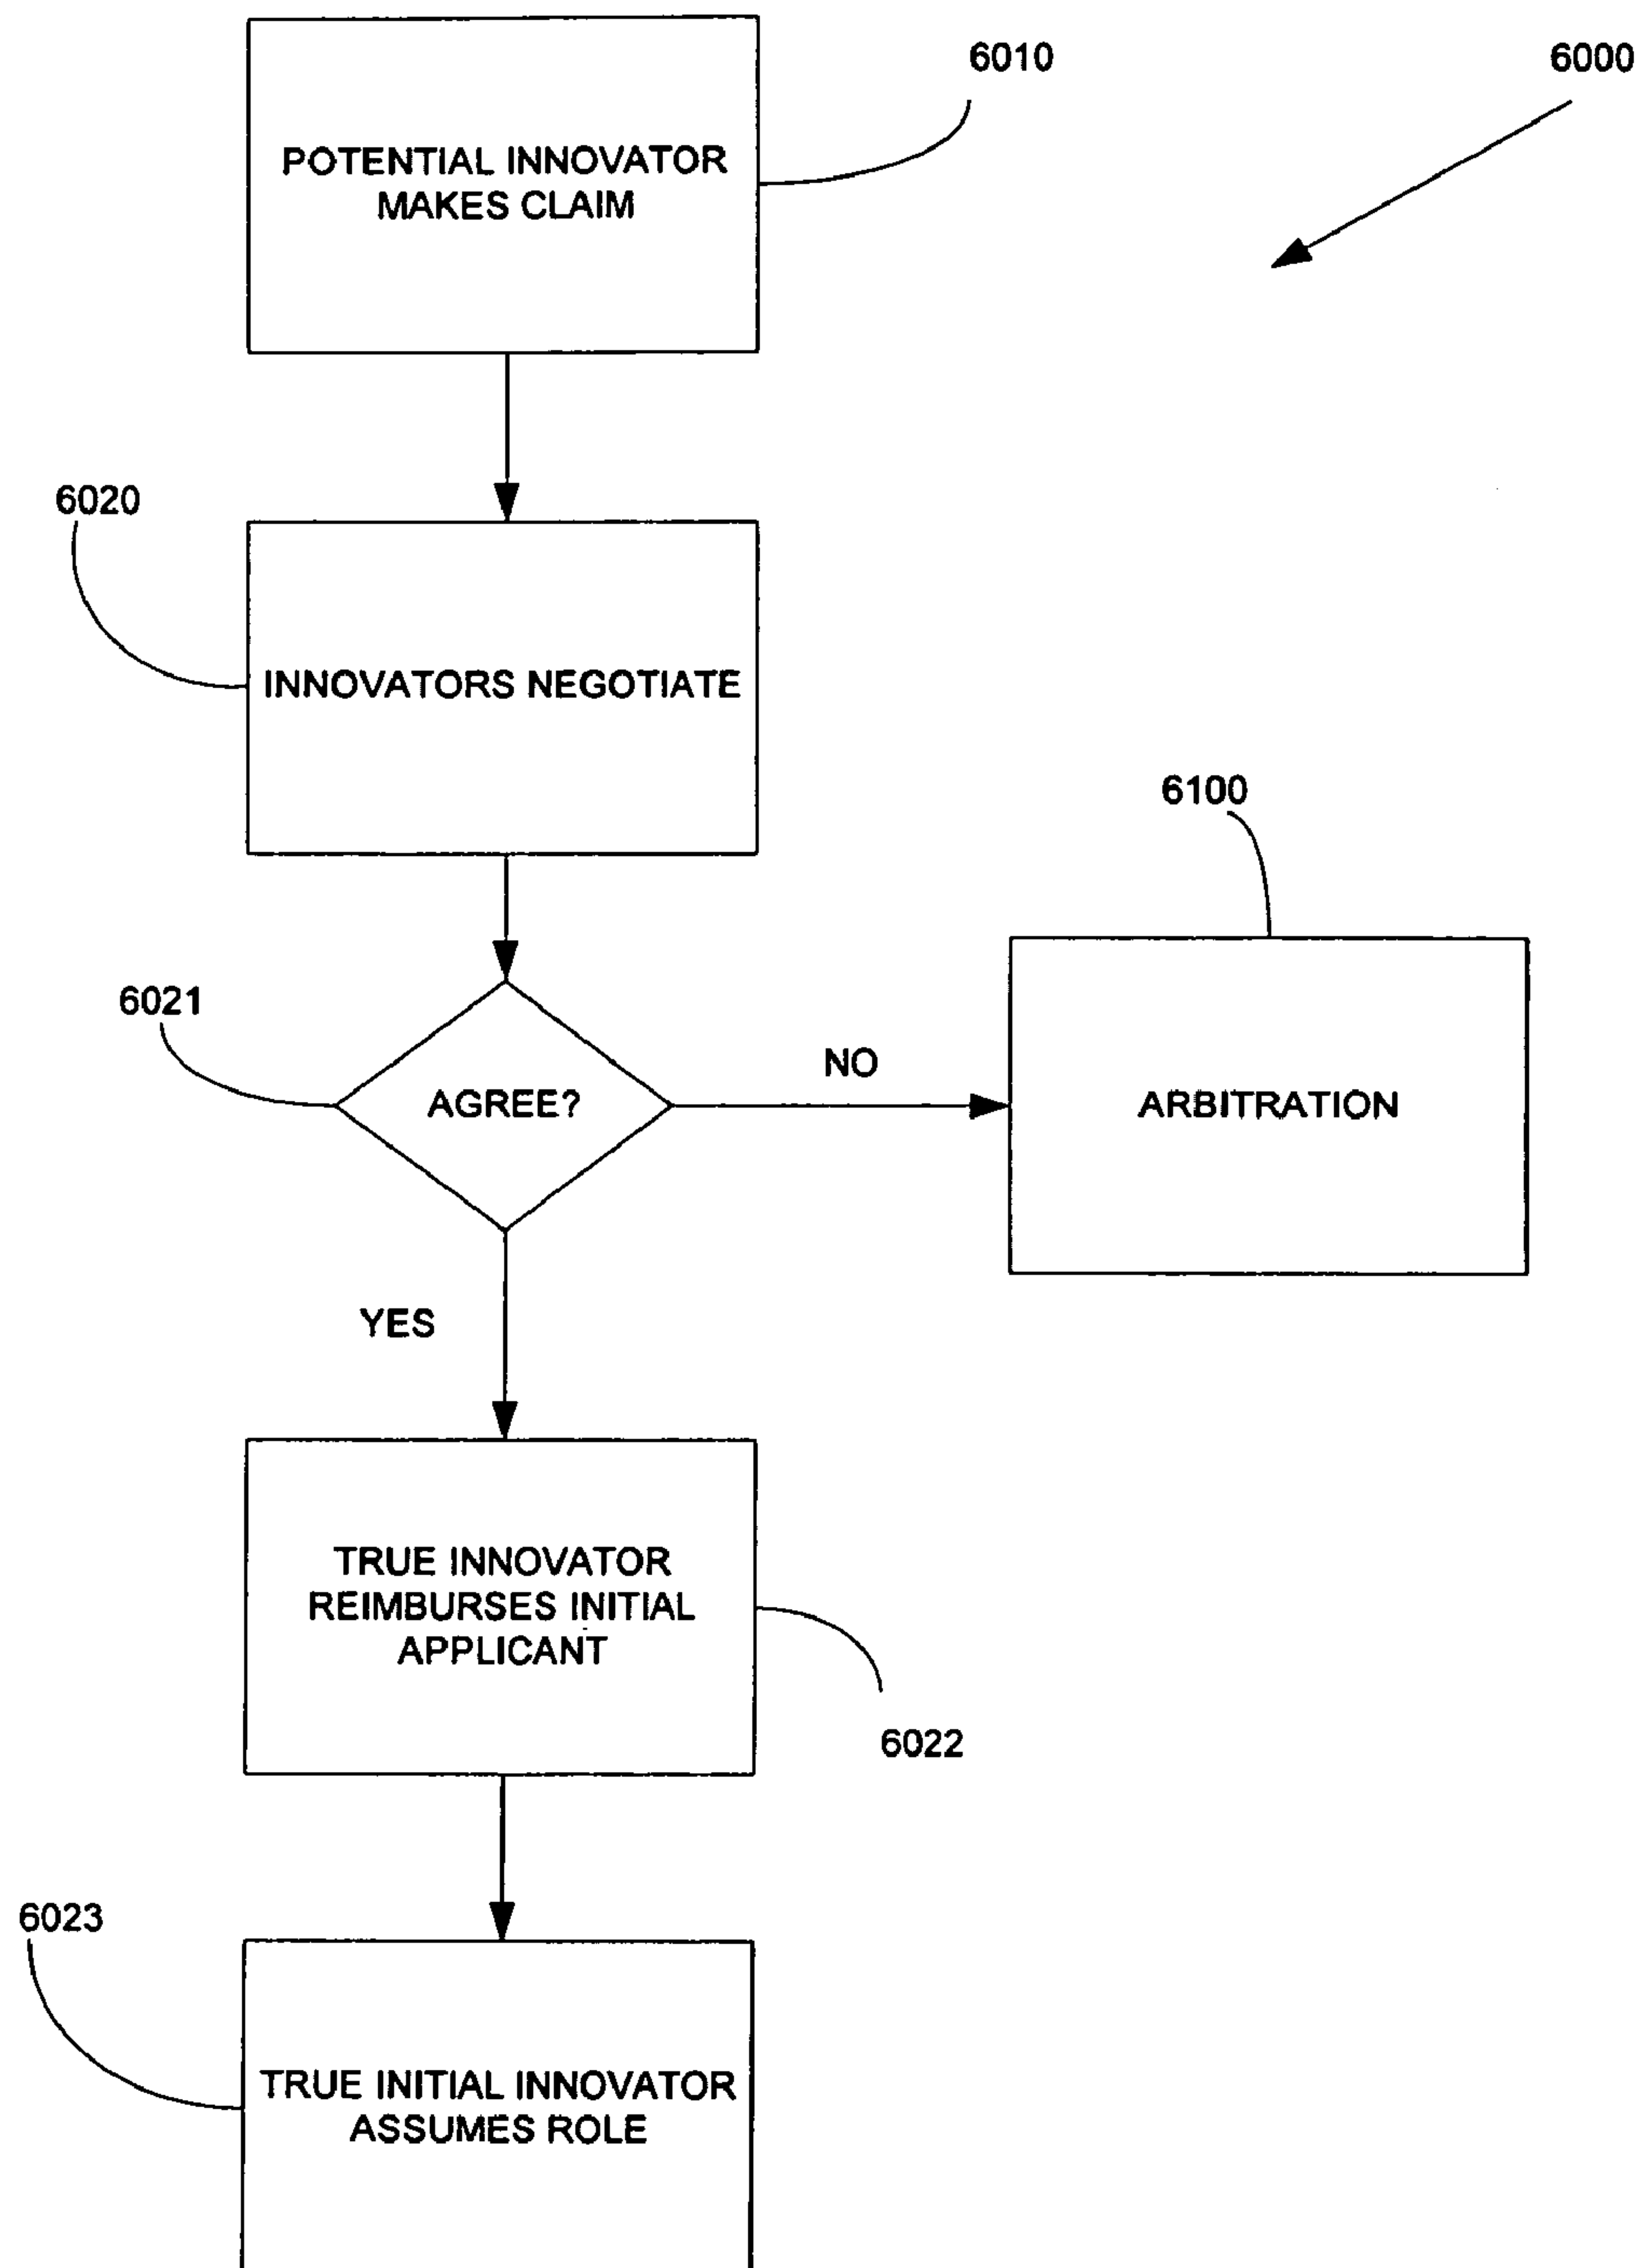 6010
6000
POTENTIAL INNOVATOR
MAKES CLAIM
6020
INNOVATORS NEGOTIATE
6100
6021
AGREE?
NO
ARBITRATION
YES
TRUE INNOVATOR
REIMBURSES INITIAL
APPLICANT
6022
6023
TRUE INITIAL INNOVATOR
ASSUMES ROLE